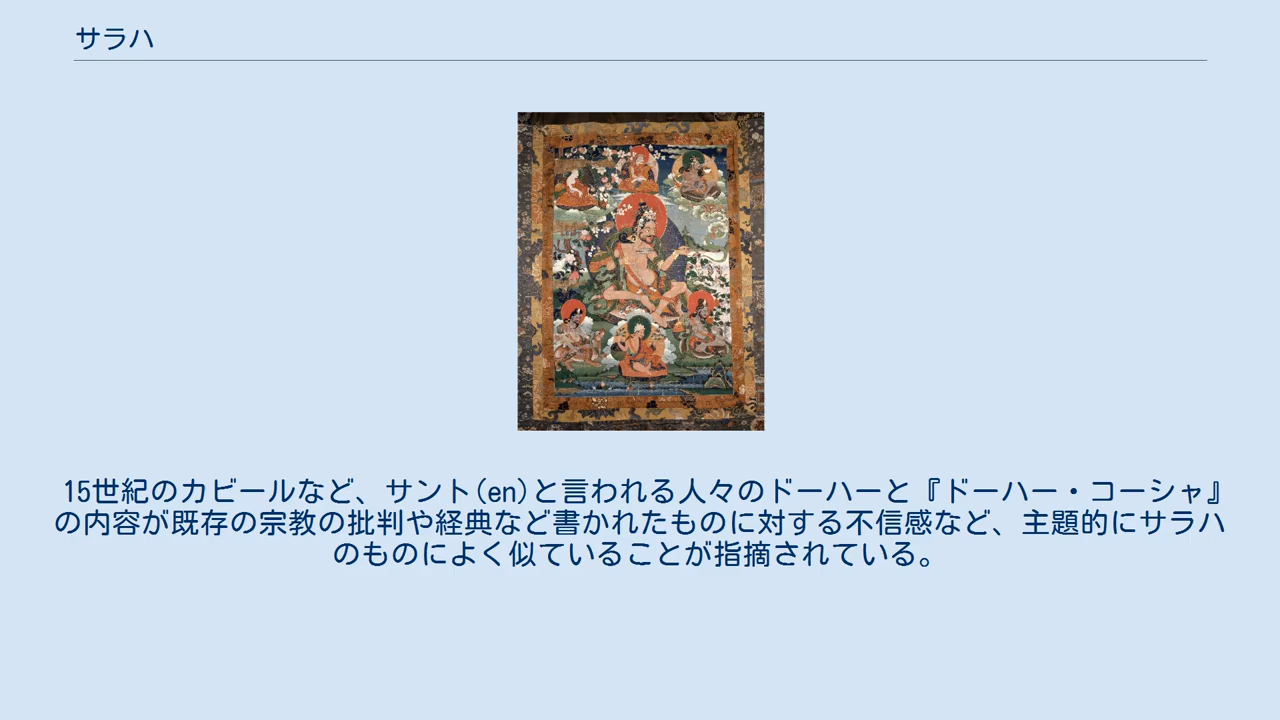 サラハ
15世紀のカビールなど、サント(en)と言われる人々のドーハーと『ドーハー・コーシャ』
の内容が既存の宗教の批判や経典など書かれたものに対する不信感など、主題的にサラハ
のものによく似ていることが指摘されている。